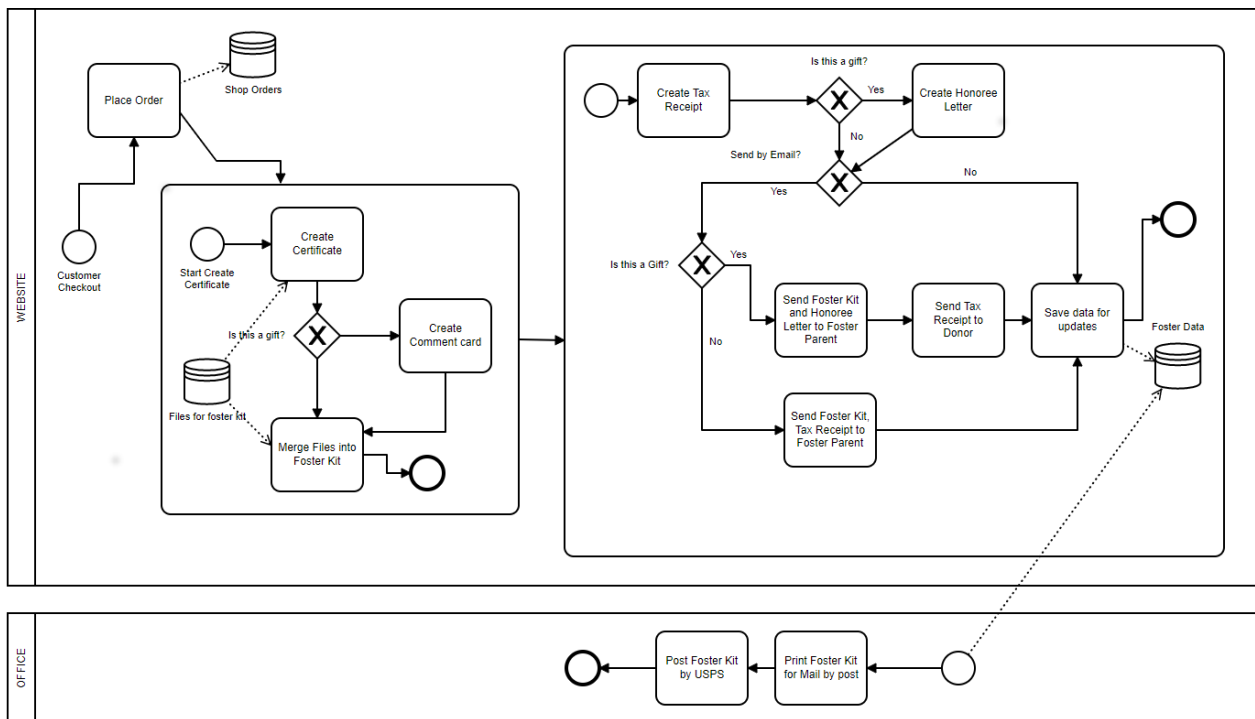 WEBSITE
Place Order
Shop Orders
Customer
Checkout
Create
Certificate
Start Create
Certificate
Is this a gift?
Create
Comment card
Files for foster kit
Merge Files into
Foster Kit
Is this a gift?
Create Tax
Receipt
Yes
Create Honoree
Letter
No
Send by Email?
Yes
No
Is this a Gift?
Yes
No
Send Foster Kit
and Honoree
Letter to Foster
Parent
Send Tax
Receipt to
Donor
Save data for
updates
Foster Data
Send Foster Kit,
Tax Receipt to
Foster Parent
OFFICE
Post Foster Kit
by USPS
Print Foster Kit
for Mail by post